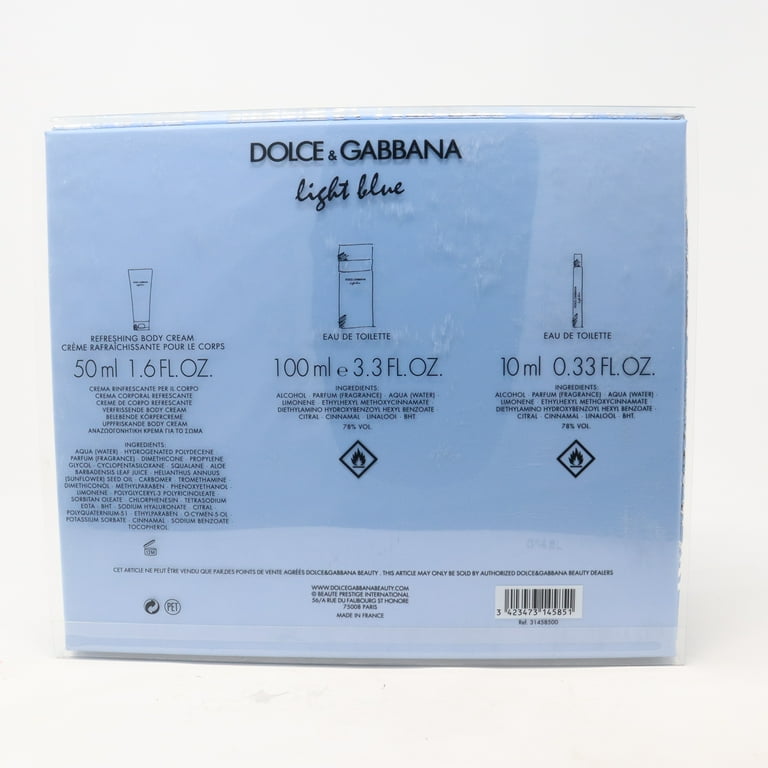 DOLCE & GABBANA
light blue
REFRESHING BODY CREAM
CRÈME RAFRAÎCHISSANTE POUR LE CORPS
50 ml 1.6 FL.OZ.
CREMA RINFRESCANTE PER IL CORPO
CREMA CORPORAL REFRESCANTE
CREME DE CORPO REFRESCANTE
VERFRISSENDE BODY CREAM
BELEBENDE KÖRPERCREME
UPPFRISKANDE BODY CREAM
ΑΝΑΖΩΟΓΟΝΗΤΙΚΗ ΚΡΕΜΑ ΓΙΑ ΤΟ ΣΩΜΑ
INGREDIENTS:
AQUA (WATER) · HYDROGENATED POLYDECENE ·
PARFUM (FRAGRANCE) · DIMETHICONE · PROPYLENE
GLYCOL · CYCLOPENTASILOXANE · SQUALANE · ALOE
BARBADENSIS LEAF JUICE · HELIANTHUS ANNUUS
(SUNFLOWER) SEED OIL · CARBOMER · TROMETHAMINE ·
DIMETHICONOL · METHYLPARABEN · PHENOXYETHANOL ·
LIMONENE · POLYGLYCERYL-3 POLYRICINOLEATE ·
SORBITAN OLEATE · CHLORPHENESIN · TETRASODIUM
EDTA · BHT · SODIUM HYALURONATE · CITRAL ·
POLYQUATERNIUM-51 · ETHYLPARABEN · O-CYMEN-5-OL ·
POTASSIUM SORBATE · CINNAMAL · SODIUM BENZOATE ·
TOCOPHEROL
12M
EAU DE TOILETTE
100 ml e 3.3 FL.OZ.
INGREDIENTS:
ALCOHOL · PARFUM (FRAGRANCE) · AQUA (WATER) ·
LIMONENE · ETHYLHEXYL METHOXYCINNAMATE ·
DIETHYLAMINO HYDROXYBENZOYL HEXYL BENZOATE ·
CITRAL · CINNAMAL · LINALOOL · BHT.
78% VOL.
EAU DE TOILETTE
10 ml 0.33 FL.OZ.
INGREDIENTS:
ALCOHOL · PARFUM (FRAGRANCE) · AQUA (WATER) ·
LIMONENE · ETHYLHEXYL METHOXYCINNAMATE ·
DIETHYLAMINO HYDROXYBENZOYL HEXYL BENZOATE ·
CITRAL · CINNAMAL · LINALOOL · BHT.
78% VOL.
CET ARTICLE NE PEUT ÊTRE VENDU QUE PAR DES POINTS DE VENTE AGRÉÉS DOLCE&GABBANA BEAUTY . THIS ARTICLE MAY ONLY BE SOLD BY AUTHORIZED DOLCE&GABBANA BEAUTY DEALERS
PET
WWW.DOLCEGABBANABEAUTY.COM
© BEAUTE PRESTIGE INTERNATIONAL
56/A RUE DU FAUBOURG ST HONORE
75008 PARIS
MADE IN FRANCE
3 423473 145851
Ref. 31458500